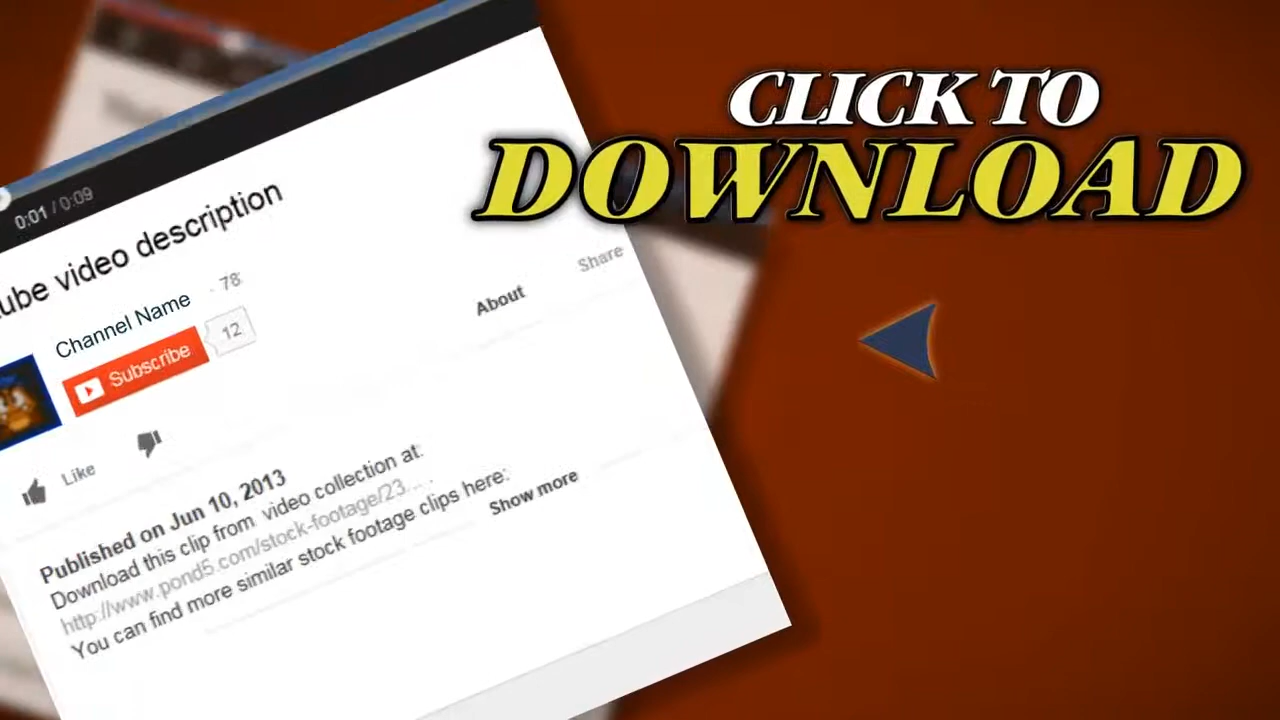 CLICK TO
DOWNLOAD
0:01 / 0:09
ube video description
Channel Name
78
Subscribe
12
About
Share
Like
Published on Jun 10, 2013
Download this clip from video collection at:
http://www.pond5.com/stock-footage/23...
You can find more similar stock footage clips here:
Show more